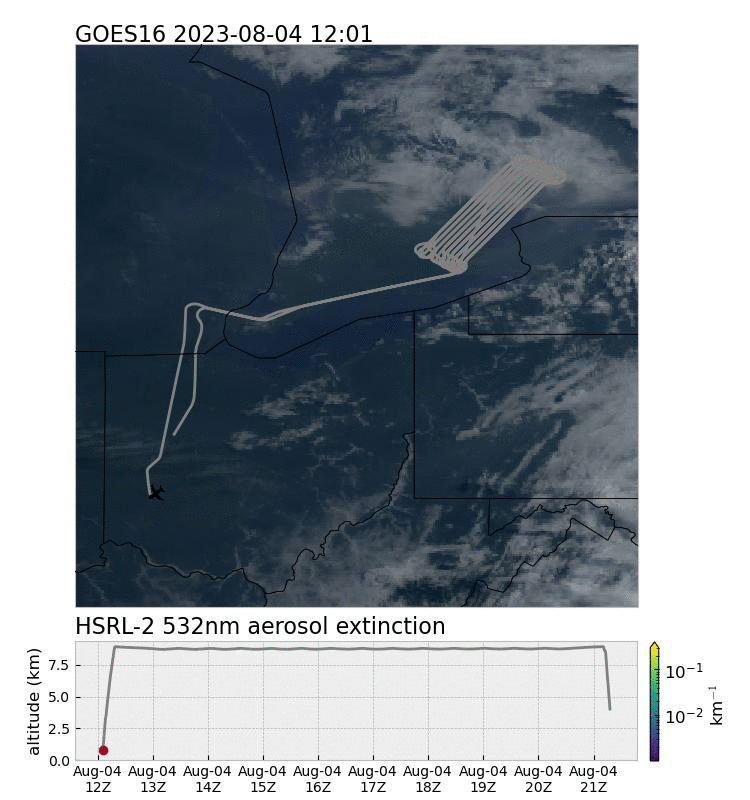 GOES16 2023-08-04 12:01
HSRL-2 532nm aerosol extinction
altitude (km)
7.5
5.0
2.5
0.0
Aug-04 Aug-04 Aug-04 Aug-04 Aug-04 Aug-04 Aug-04 Aug-04 Aug-04 Aug-04
12Z 13Z 14Z 15Z 16Z 17Z 18Z 19Z 20Z 21Z
10⁻¹
10⁻²
km⁻¹